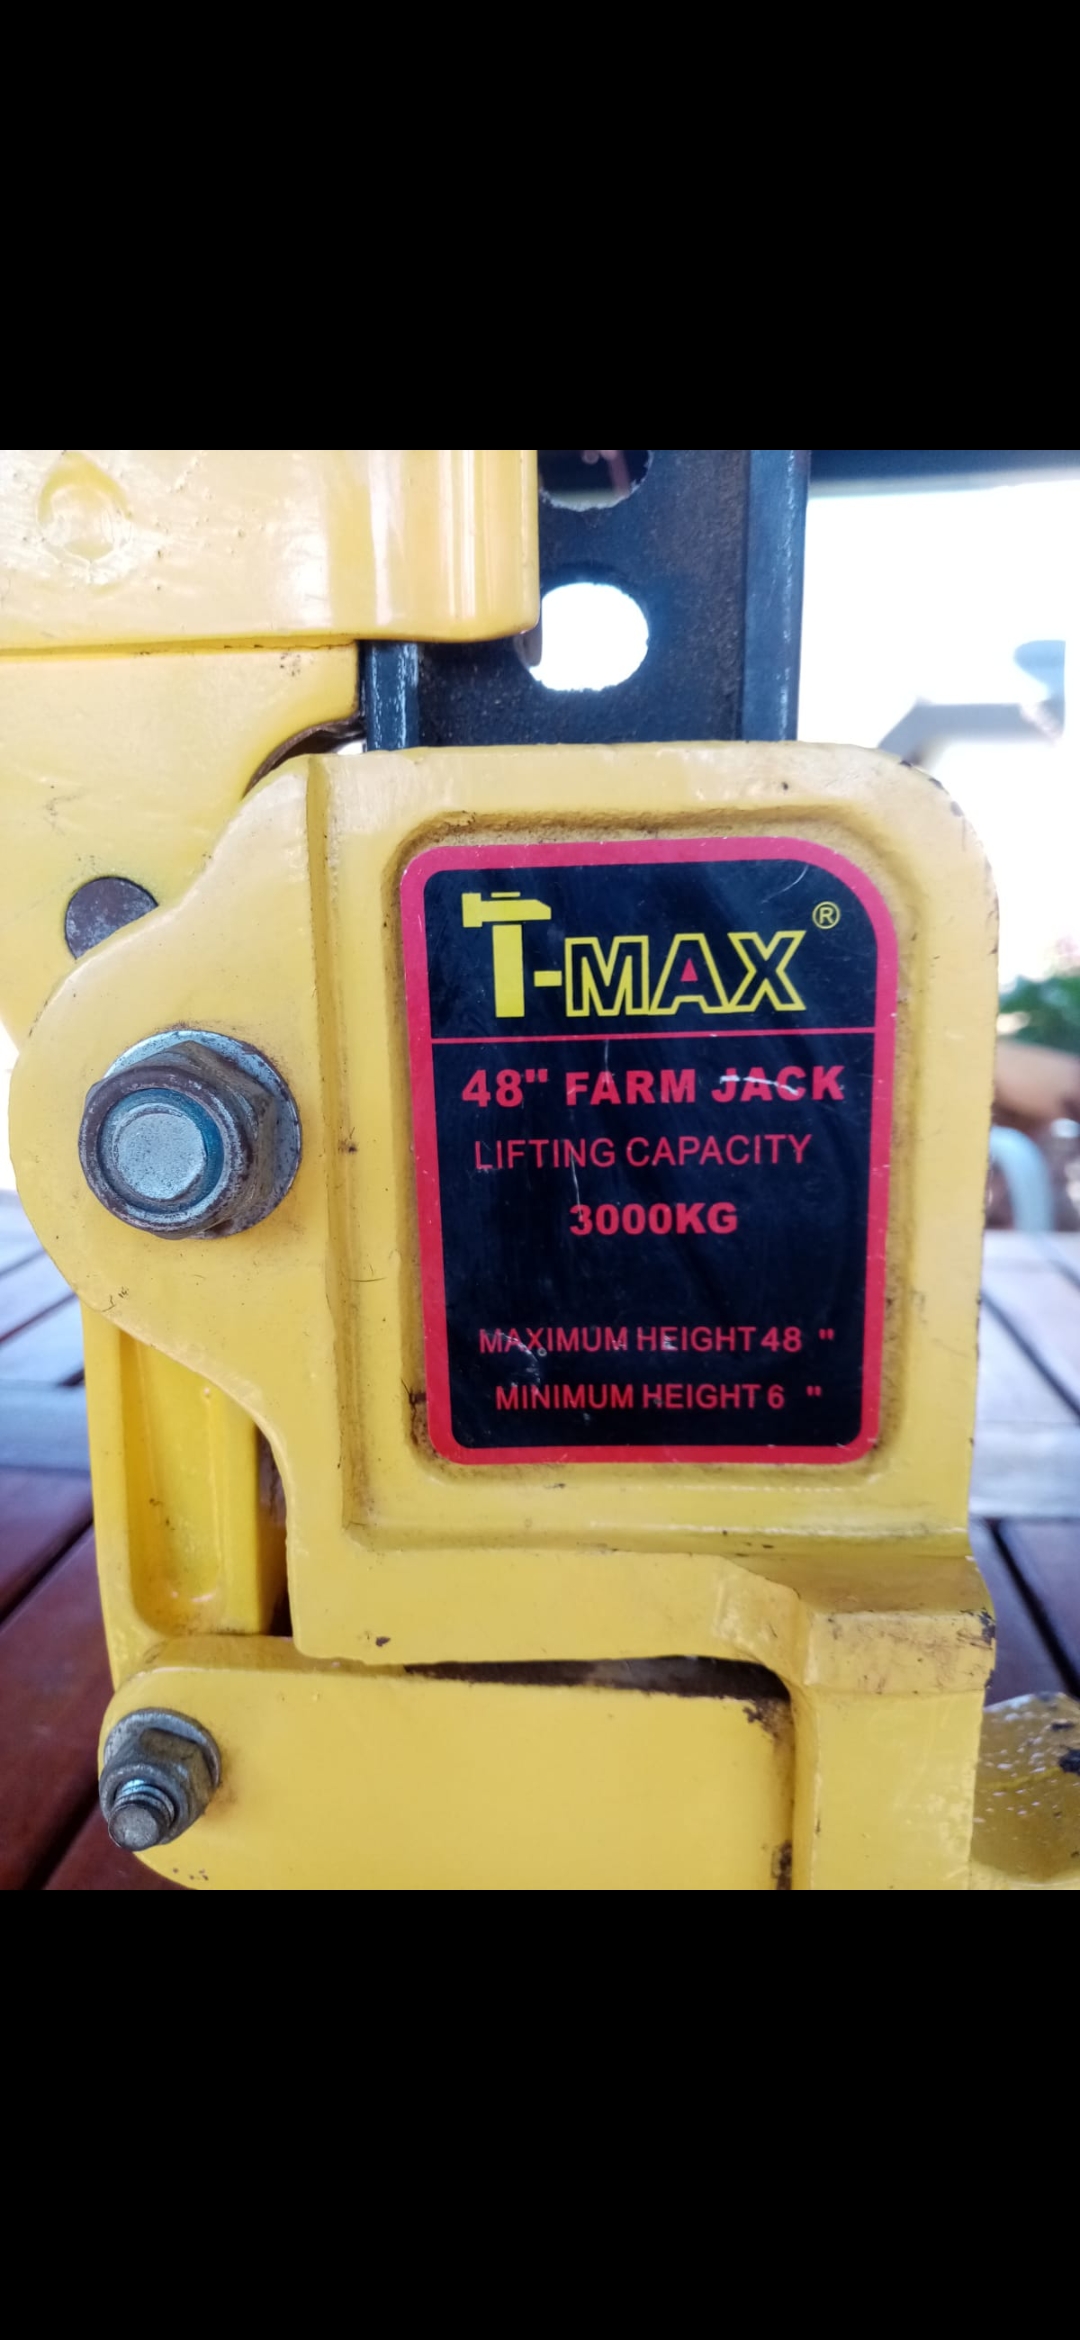 T-MAX®
48" FARM JACK
LIFTING CAPACITY
3000KG
MAXIMUM HEIGHT 48 "
MINIMUM HEIGHT 6 "